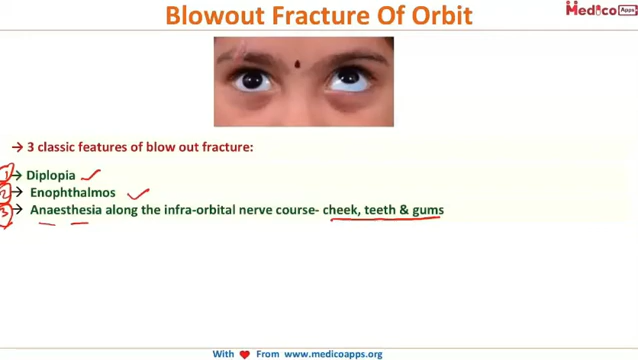 Blowout Fracture Of Orbit
Medico Apps
→ 3 classic features of blow out fracture:
1 → Diplopia
2 → Enophthalmos
3 → Anaesthesia along the infra-orbital nerve course- cheek, teeth & gums
With ❤ From www.medicoapps.org